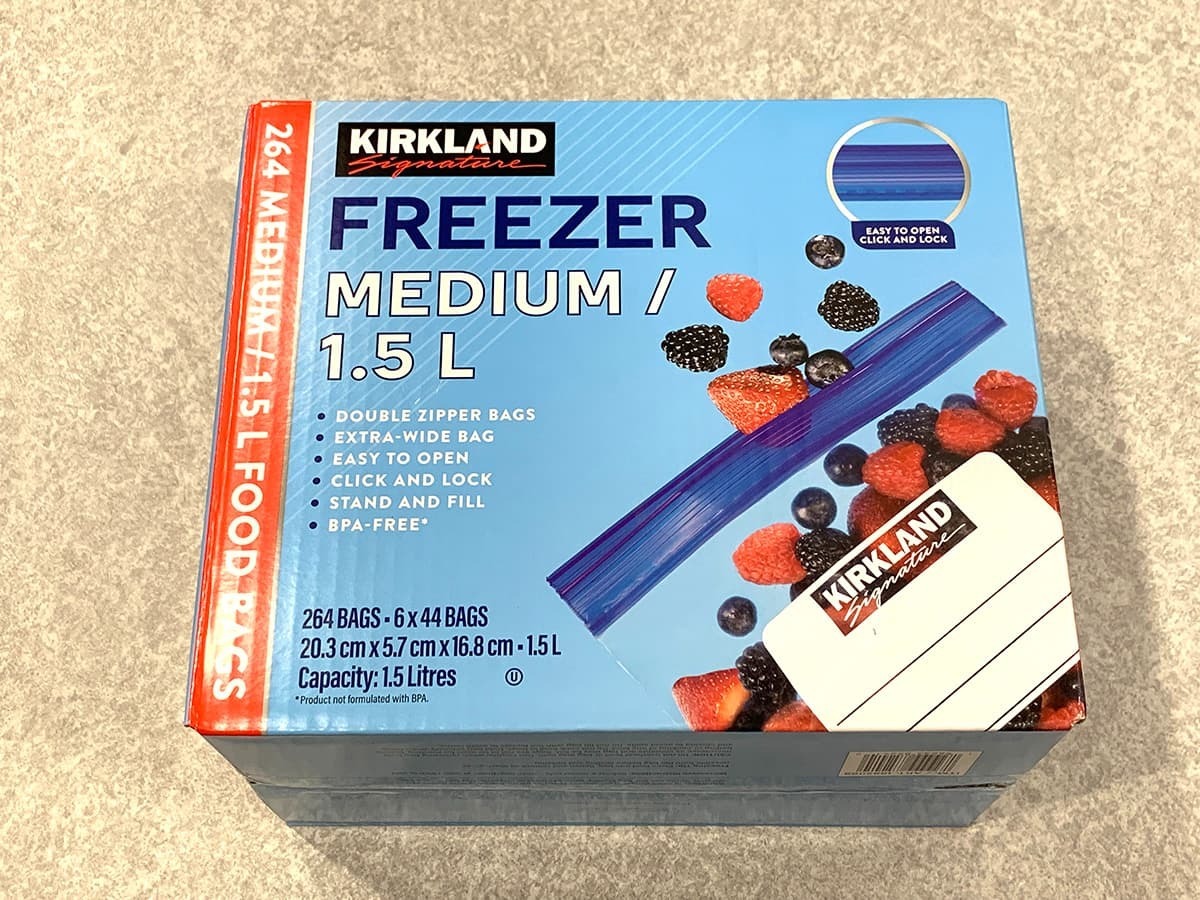 264 MEDIUM / 1.5 L FOOD BAGS
KIRKLAND
Signature
FREEZER
MEDIUM /
1.5 L
EASY TO OPEN
CLICK AND LOCK
• DOUBLE ZIPPER BAGS
• EXTRA-WIDE BAG
• EASY TO OPEN
• CLICK AND LOCK
• STAND AND FILL
• BPA-FREE*
KIRKLAND
Signature
264 BAGS • 6 x 44 BAGS
20.3 cm x 5.7 cm x 16.8 cm • 1.5 L
Capacity: 1.5 Litres
U
*Product not formulated with BPA.